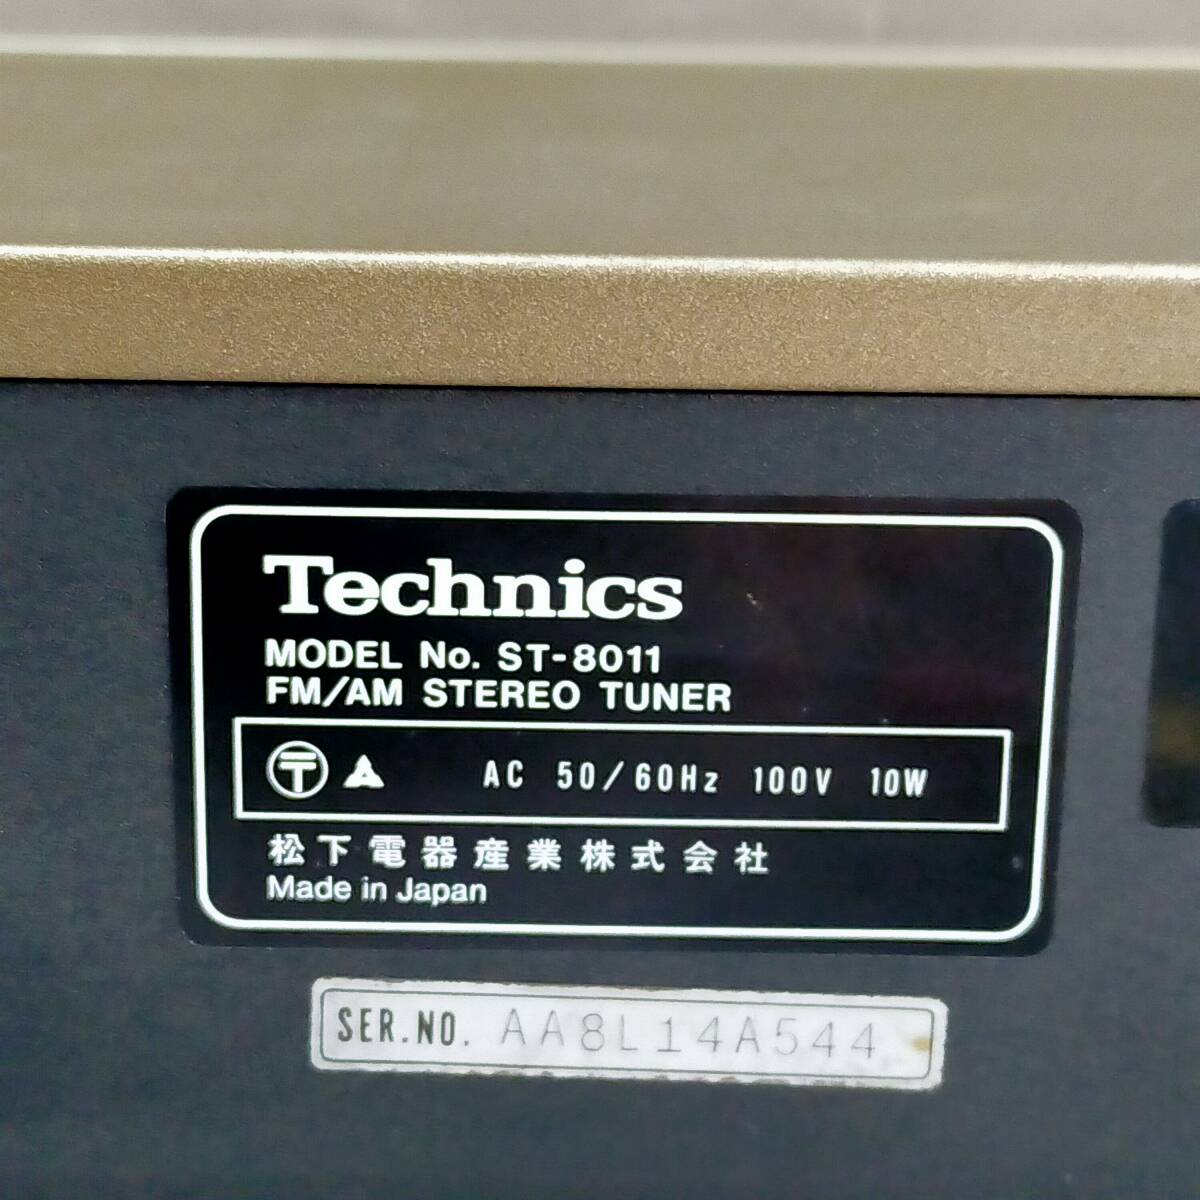 Technics
MODEL No. ST-8011
FM/AM STEREO TUNER
AC 50/60Hz 100V 10W
松下電器産業株式会社
Made in Japan
SER.NO. AA8L14A544